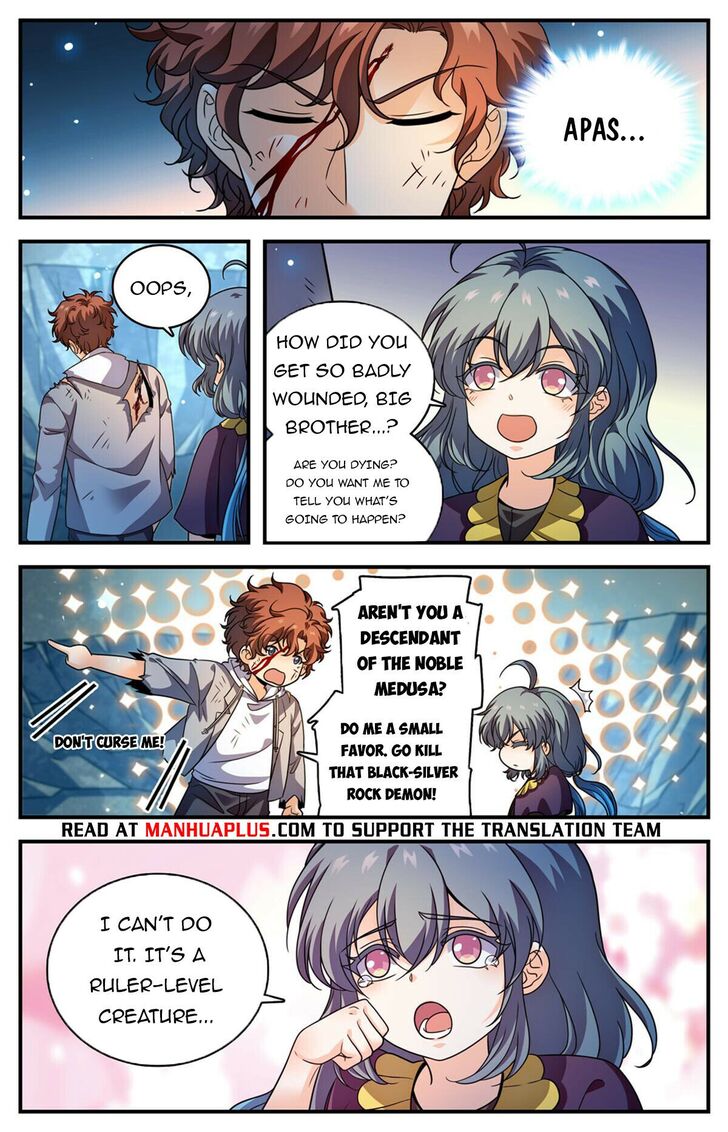 APAS...
OOPS,
HOW DID YOU
GET SO BADLY
WOUNDED, BIG
BROTHER...?
ARE YOU DYING?
DO YOU WANT ME TO
TELL YOU WHAT'S
GOING TO HAPPEN?
DON'T CURSE ME!
AREN'T YOU A
DESCENDANT
OF THE NOBLE
MEDUSA?
DO ME A SMALL
FAVOR. GO KILL
THAT BLACK-SILVER
ROCK DEMON!
READ AT MANHUAPLUS.COM TO SUPPORT THE TRANSLATION TEAM
I CAN'T DO
IT. IT'S A
RULER-LEVEL
CREATURE...